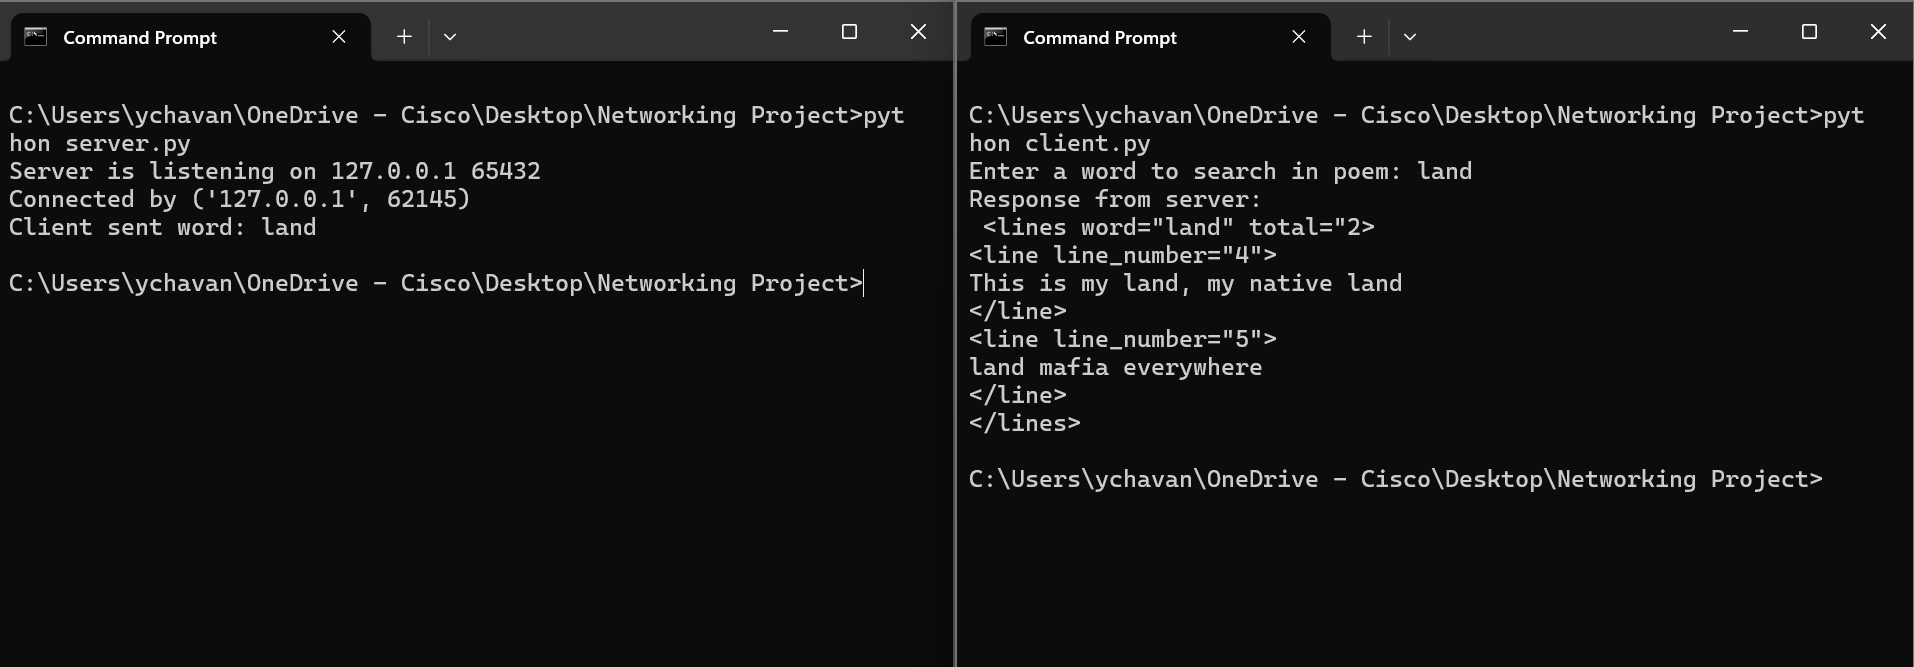 Command Prompt
C:\Users\ychavan\OneDrive - Cisco\Desktop\Networking Project>pyt
hon server.py
Server is listening on 127.0.0.1 65432
Connected by ('127.0.0.1', 62145)
Client sent word: land
C:\Users\ychavan\OneDrive - Cisco\Desktop\Networking Project>
Command Prompt
C:\Users\ychavan\OneDrive - Cisco\Desktop\Networking Project>pyt
hon client.py
Enter a word to search in poem: land
Response from server:
 <lines word="land" total="2>
<line line_number="4">
This is my land, my native land
</line>
<line line_number="5">
land mafia everywhere
</line>
</lines>
C:\Users\ychavan\OneDrive - Cisco\Desktop\Networking Project>